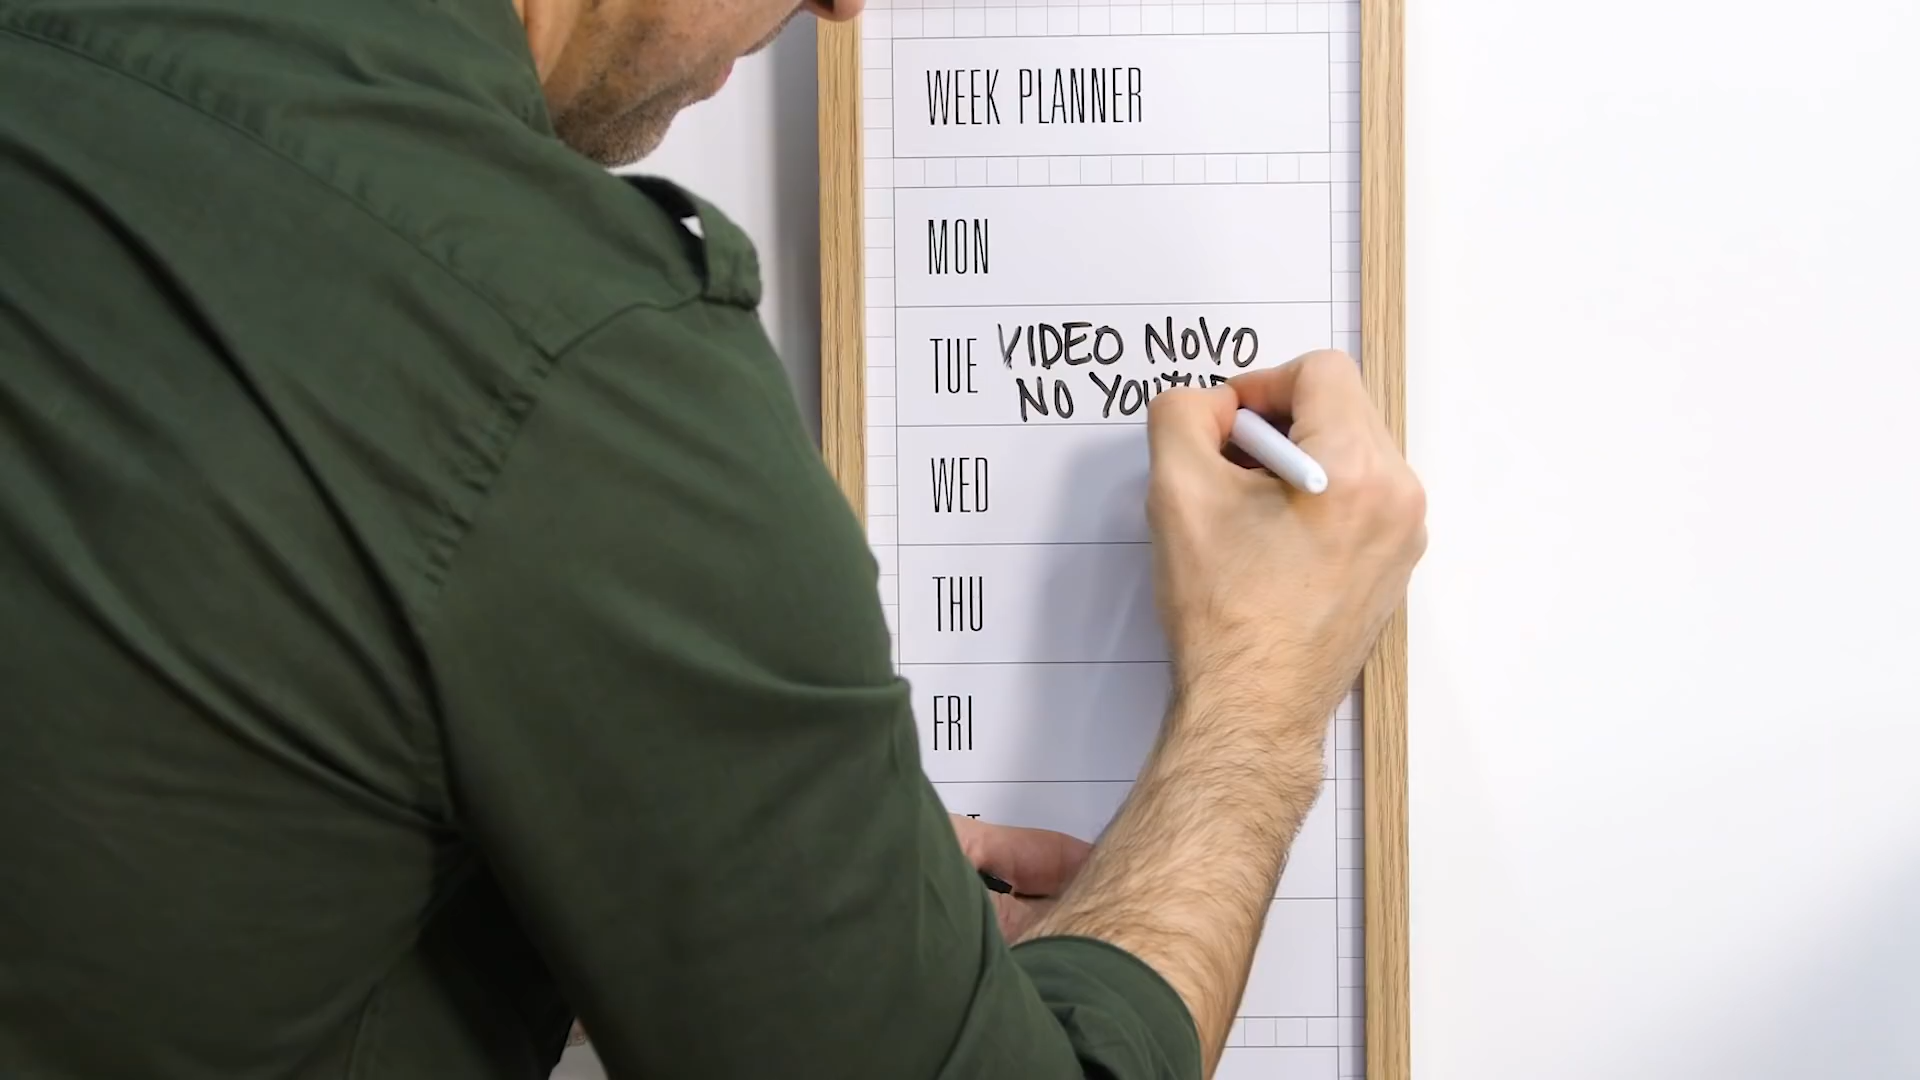 WEEK PLANNER
MON
TUE VIDEO NOVO
NO
WED
THU
FRI